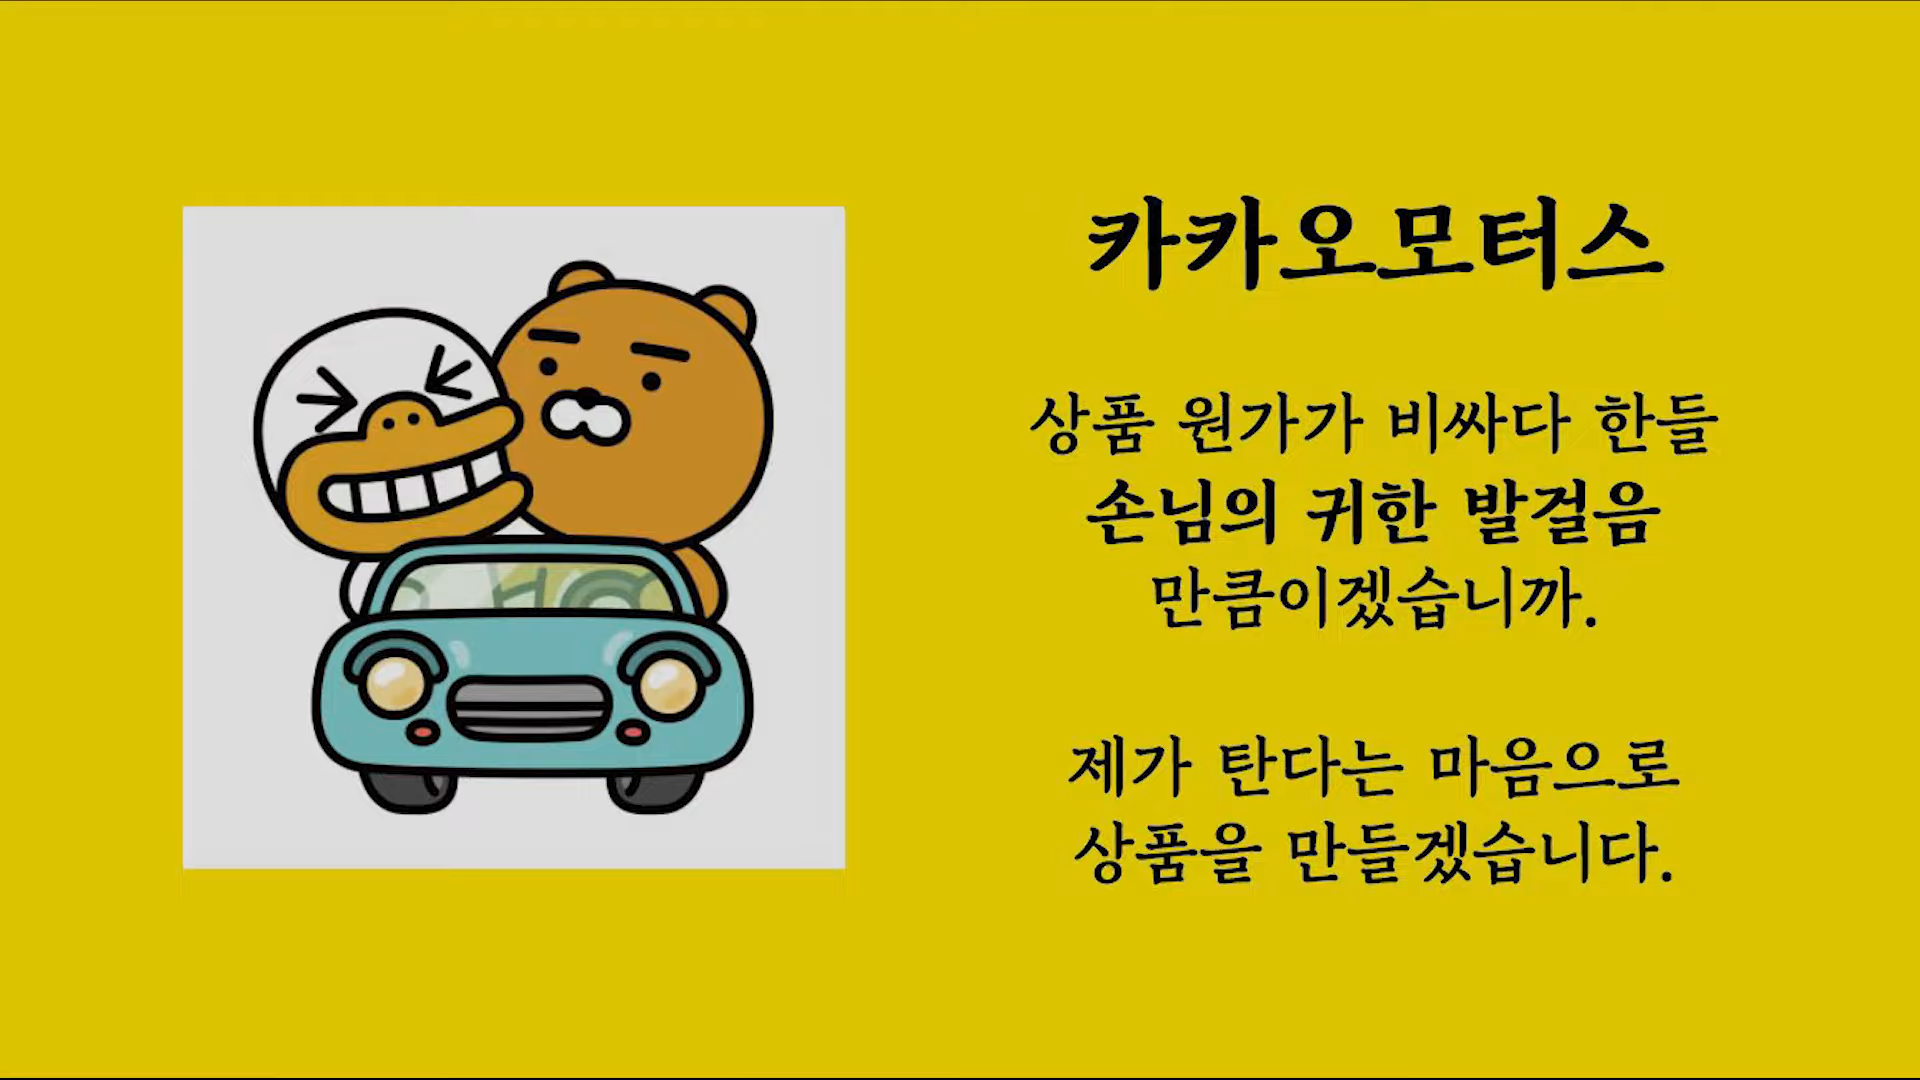 카카오모터스
상품 원가가 비싸다 한들
손님의 귀한 발걸음
만큼이겠습니까.
제가 탄다는 마음으로
상품을 만들겠습니다.